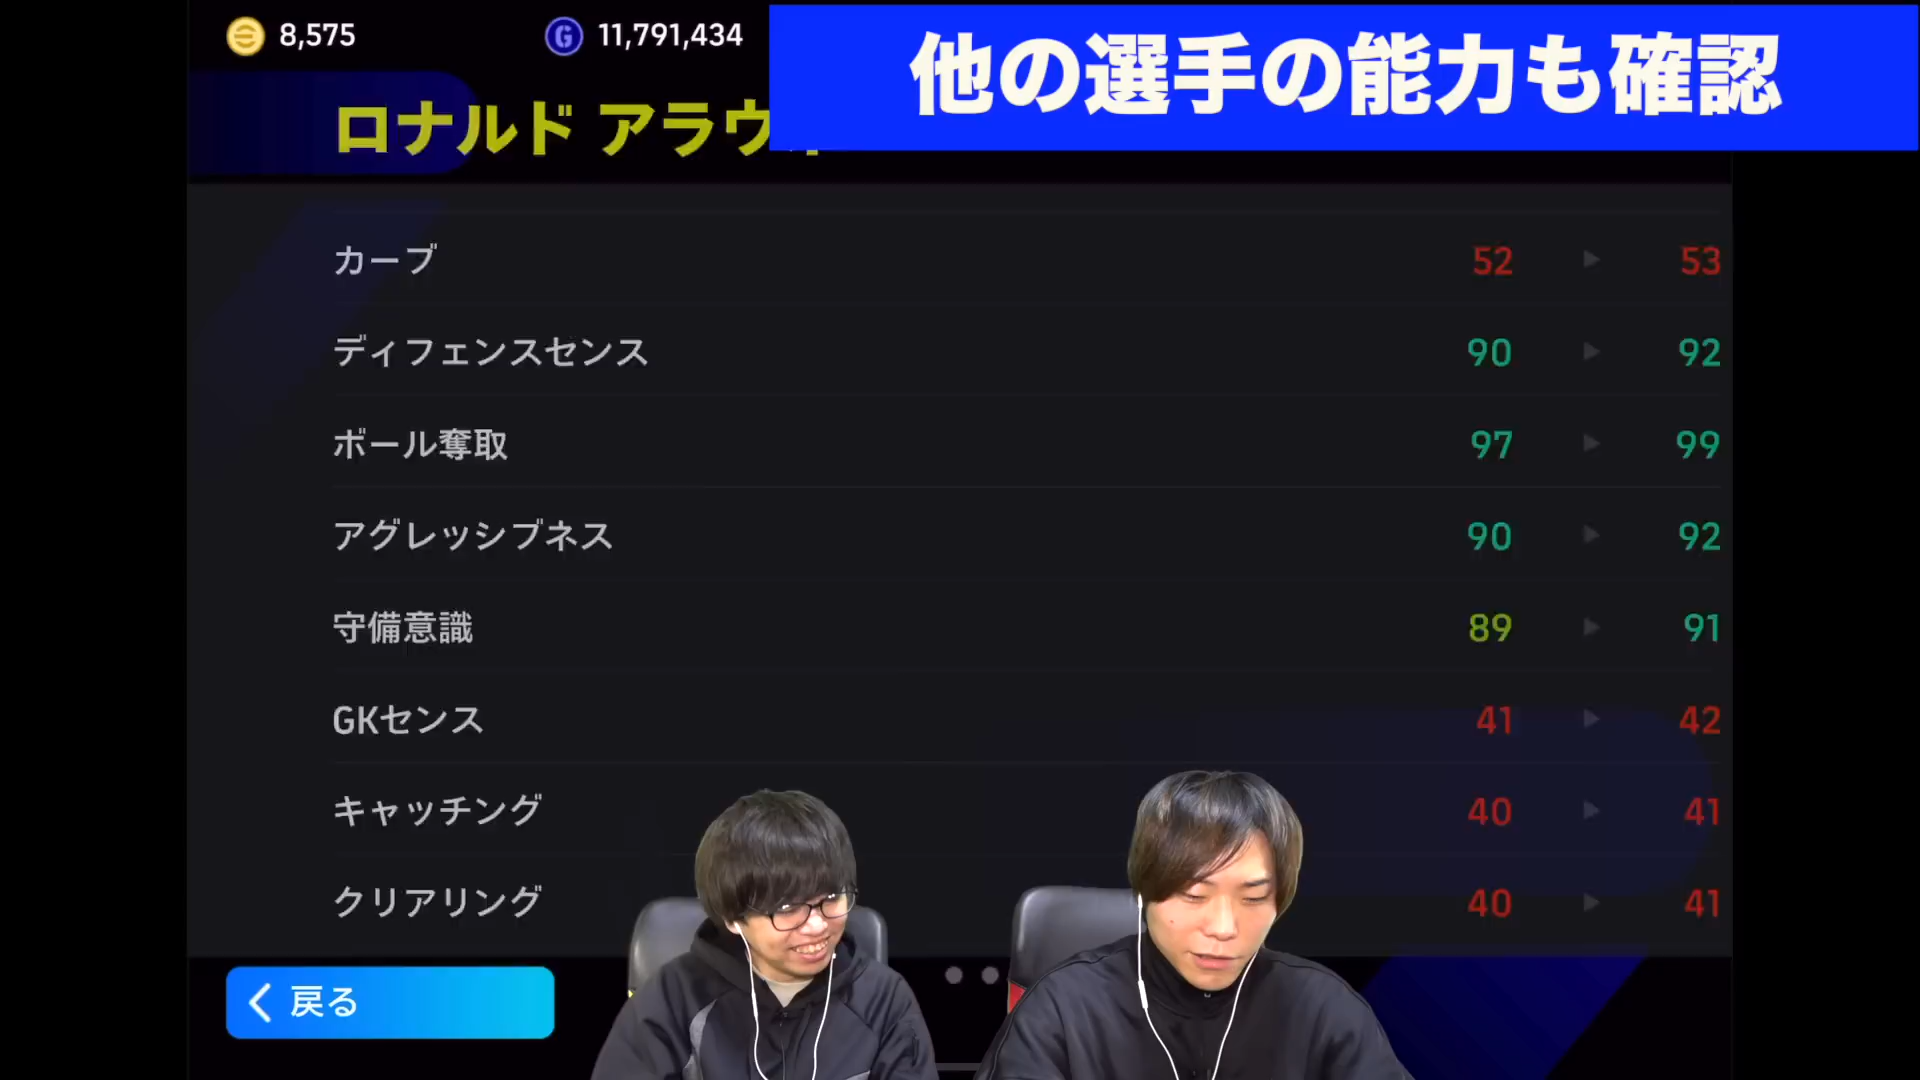 8,575
11,791,434
他の選手の能力も確認
ロナルド アラウ
カーブ 52 53
ディフェンスセンス 90 92
ボール奪取 97 99
アグレッシブネス 90 92
守備意識 89 91
GKセンス 41 42
キャッチング 40 41
クリアリング 40 41
戻る